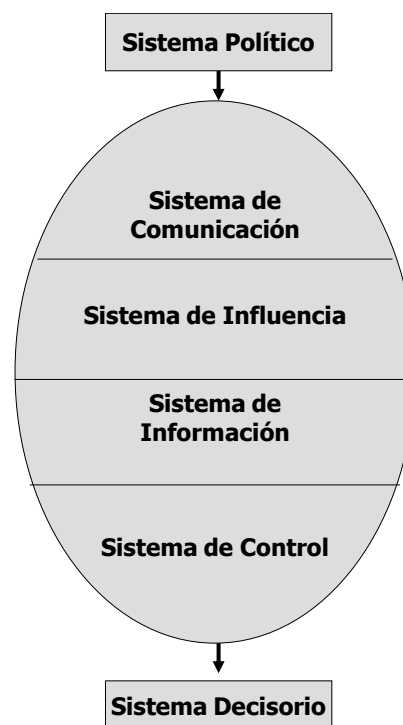 Sistema Político
Sistema de
Comunicación
Sistema de Influencia
Sistema de
Información
Sistema de Control
Sistema Decisorio